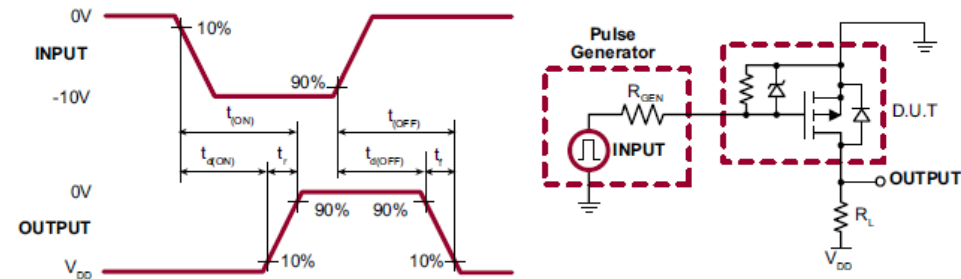 0V
10%
INPUT
90%
-10V
t(ON)
t(OFF)
td(ON)
tr
td(OFF)
tf
0V
90%
90%
OUTPUT
10%
10%
VDD
Pulse
Generator
RGEN
INPUT
D.U.T
OUTPUT
RL
VDD